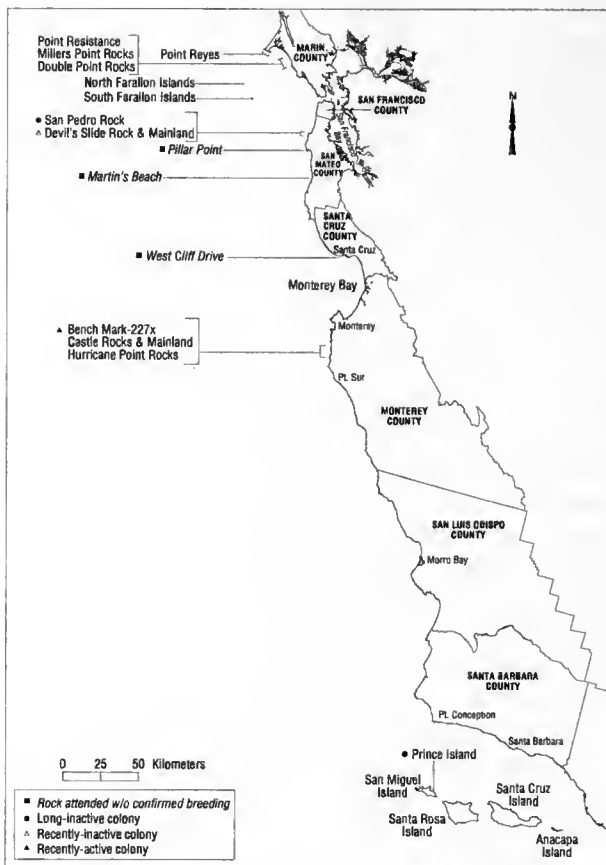 Point Resistance
Millers Point Rocks
Double Point Rocks
Point Reyes
MARIN
COUNTY
North Farallon Islands
South Farallon Islands
SAN FRANCISCO
COUNTY
N
San Pedro Rock
Devil's Slide Rock & Mainland
San Francisco
Pillar Point
SAN
MATEO
COUNTY
Martin's Beach
SANTA
CRUZ
COUNTY
Santa Cruz
West Cliff Drive
Monterey Bay
Monterey
Bench Mark-227x
Castle Rocks & Mainland
Hurricane Point Rocks
Pt. Sur
MONTEREY
COUNTY
SAN LUIS OBISPO
COUNTY
Morro Bay
SANTA BARBARA
COUNTY
Pt. Conception
Santa Barbara
0 25 50 Kilometers
Prince Island
San Miguel
Island
Santa Rosa
Island
Santa Cruz
Island
Anacapa
Island
Rock attended w/o confirmed breeding
Long-inactive colony
Recently-inactive colony
Recently-active colony